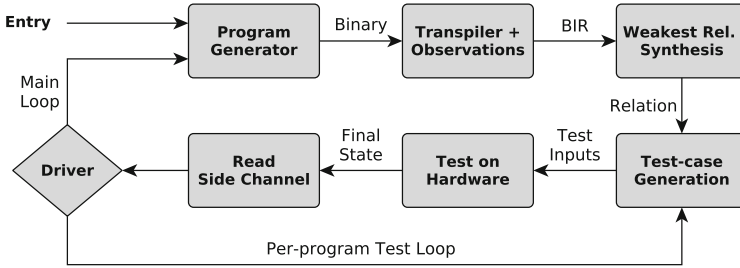 Entry
Program
Generator
Binary
Transpiler +
Observations
BIR
Weakest Rel.
Synthesis
Main
Loop
Relation
Driver
Read
Side Channel
Final
State
Test on
Hardware
Test
Inputs
Test-case
Generation
Per-program Test Loop